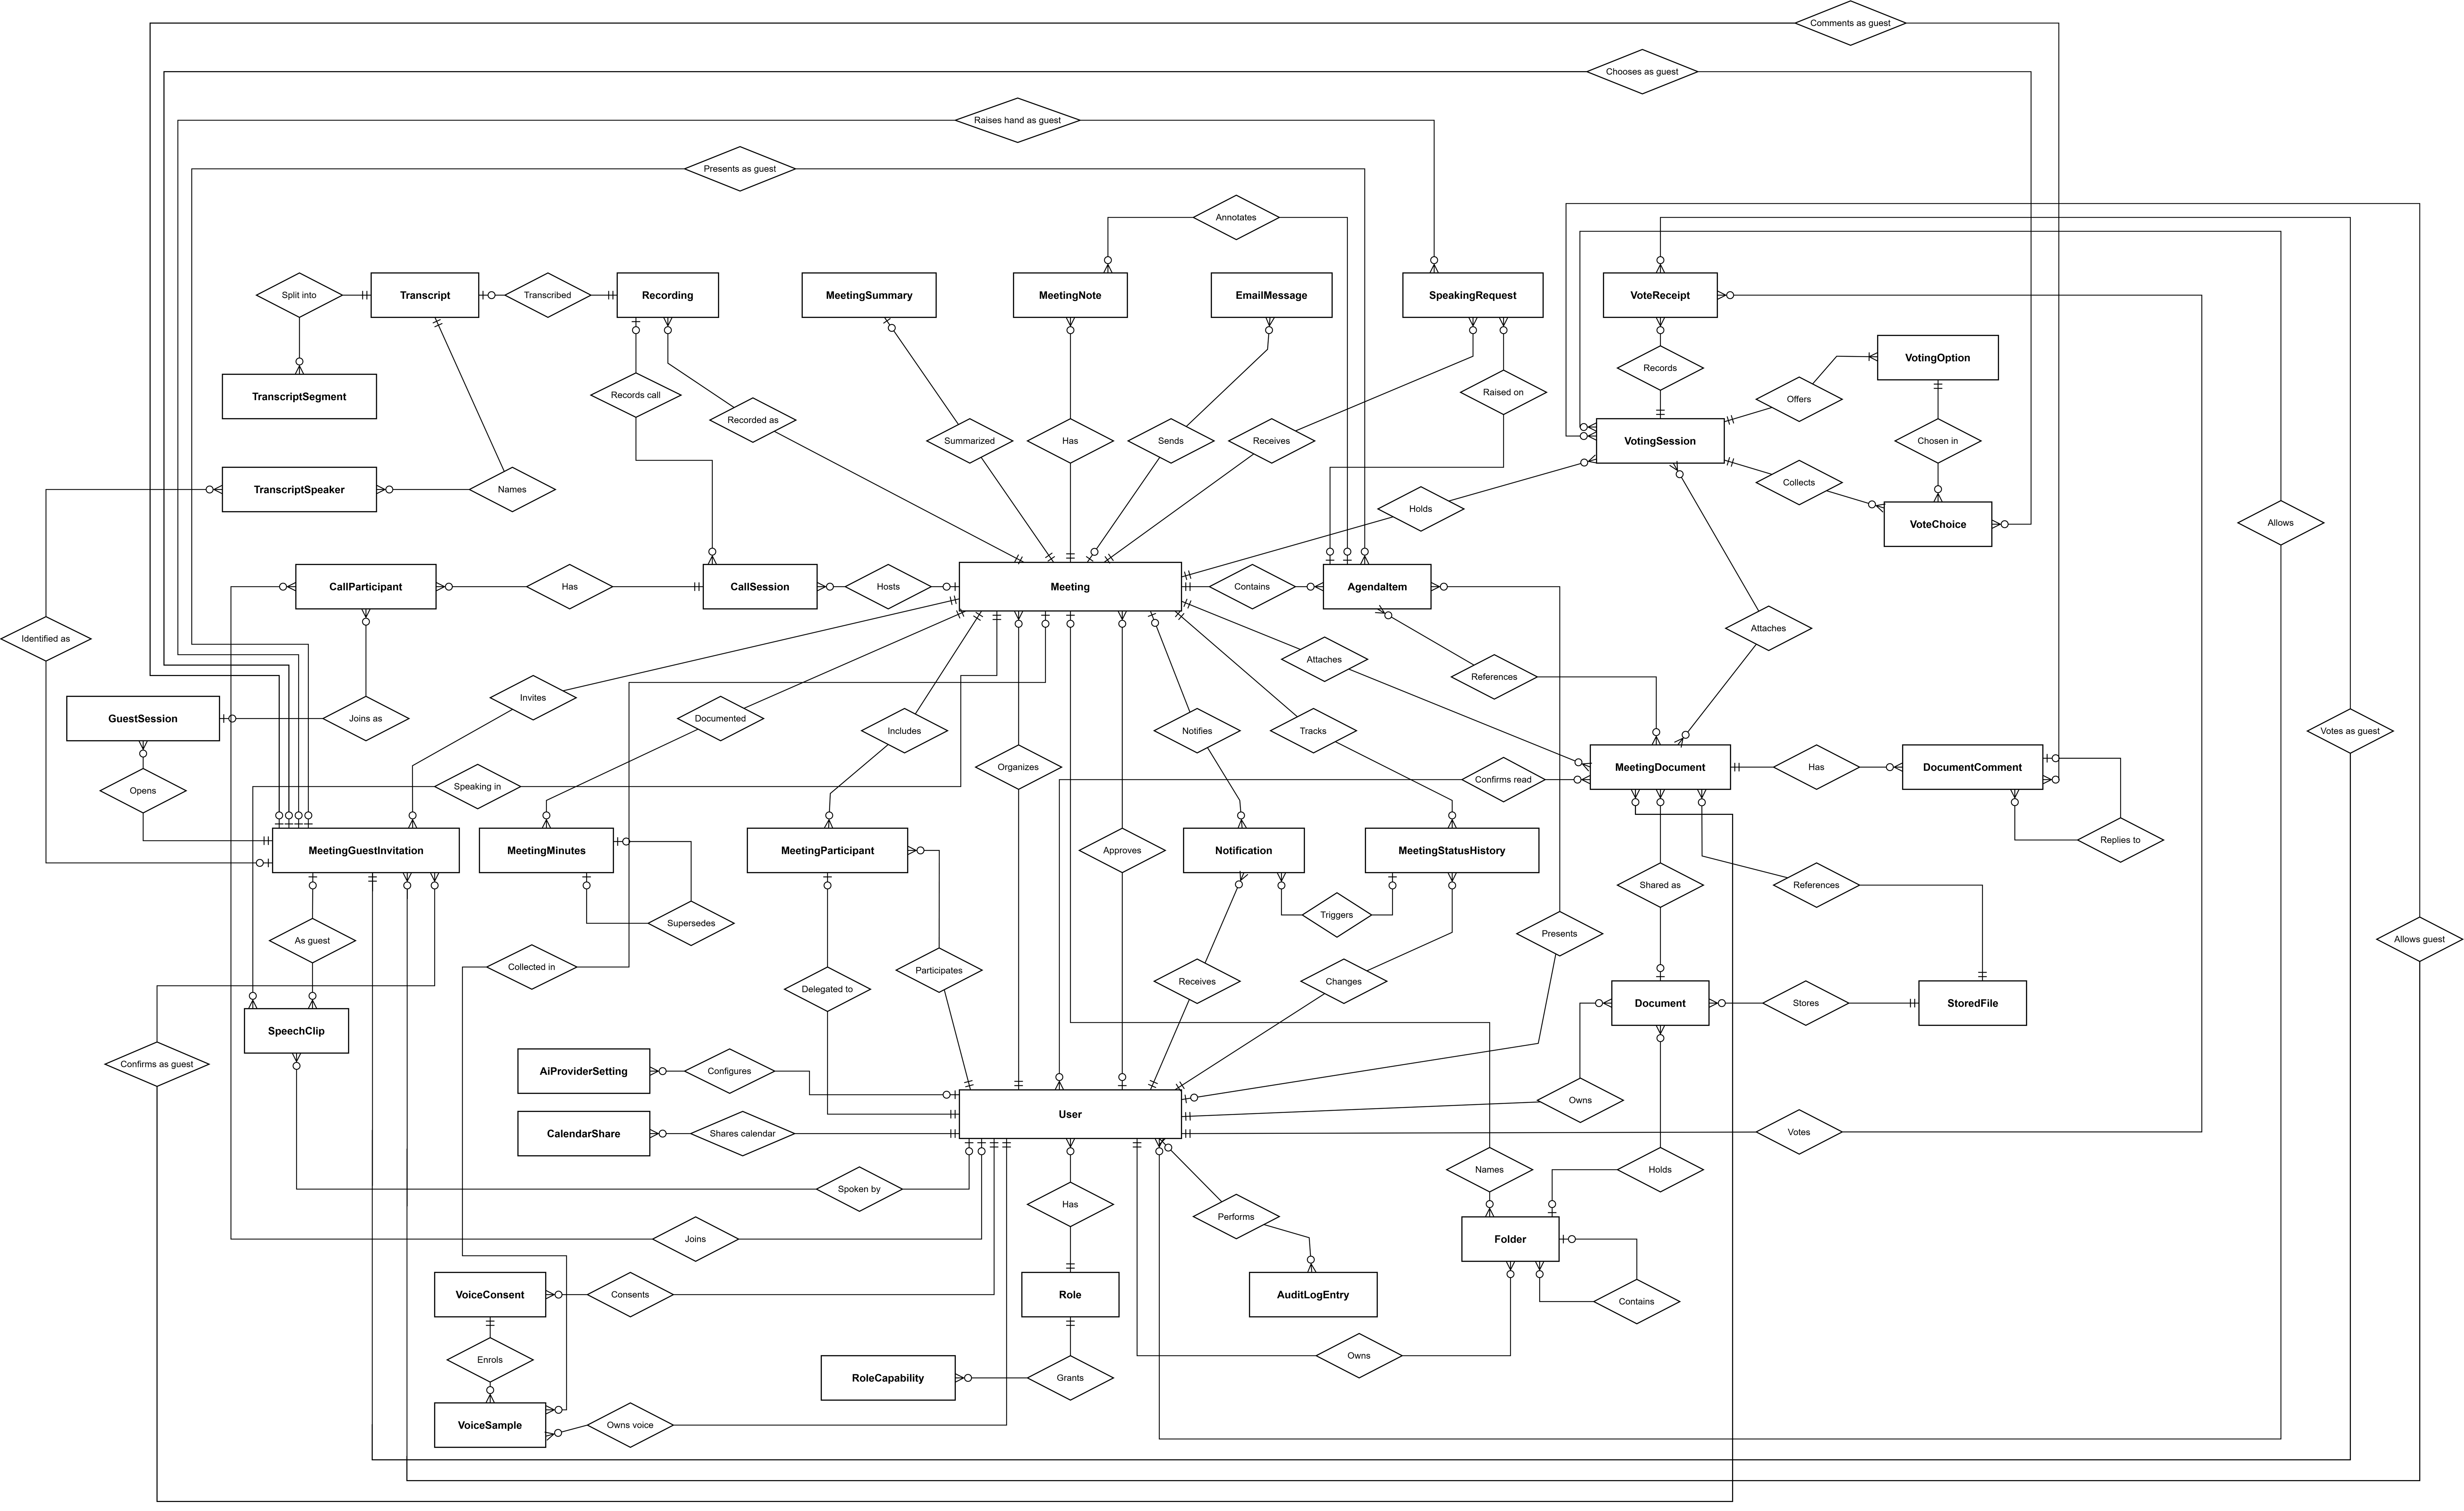 Comments as guest
Chooses as guest
Raises hand as guest
Presents as guest
Annotates
Split into
Transcript
Transcribed
Recording
MeetingSummary
MeetingNote
EmailMessage
SpeakingRequest
VoteReceipt
VotingOption
Records
TranscriptSegment
Records call
Raised on
Offers
Recorded as
Summarized
Has
Sends
Receives
VotingSession
Chosen in
Collects
TranscriptSpeaker
Names
Holds
VoteChoice
Allows
CallParticipant
Has
CallSession
Hosts
Meeting
Contains
AgendaItem
Identified as
Attaches
Attaches
References
Invites
GuestSession
Joins as
Documented
Includes
Notifies
Tracks
Votes as guest
Organizes
MeetingDocument
Has
DocumentComment
Confirms read
Speaking in
Opens
Replies to
MeetingGuestInvitation
MeetingMinutes
MeetingParticipant
Approves
Notification
MeetingStatusHistory
Shared as
References
Supersedes
Triggers
Presents
As guest
Allows guest
Collected in
Participates
Delegated to
Receives
Changes
Document
Stores
StoredFile
SpeechClip
Confirms as guest
AiProviderSetting
Configures
Owns
User
CalendarShare
Shares calendar
Votes
Names
Holds
Spoken by
Has
Performs
Joins
Folder
VoiceConsent
Consents
Role
AuditLogEntry
Contains
Enrols
Owns
RoleCapability
Grants
VoiceSample
Owns voice